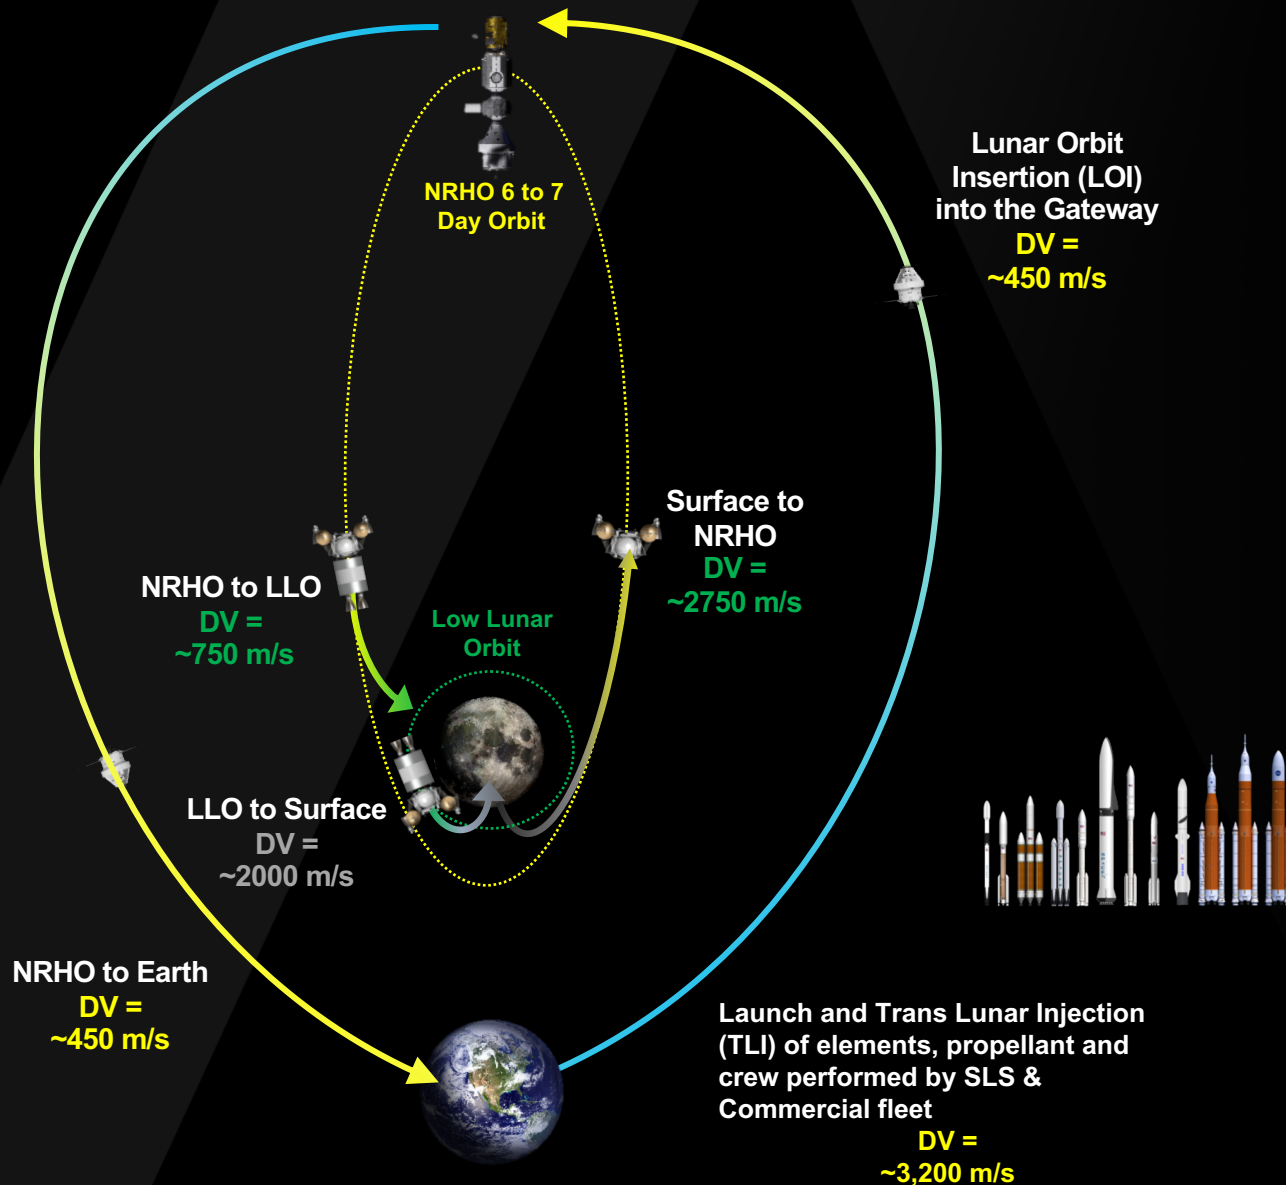 NRHO 6 to 7
Day Orbit
Lunar Orbit
Insertion (LOI)
into the Gateway
DV =
~450 m/s
Surface to
NRHO
DV =
~2750 m/s
NRHO to LLO
DV =
~750 m/s
Low Lunar
Orbit
LLO to Surface
DV =
~2000 m/s
NRHO to Earth
DV =
~450 m/s
Launch and Trans Lunar Injection
(TLI) of elements, propellant and
crew performed by SLS &
Commercial fleet
DV =
~3,200 m/s